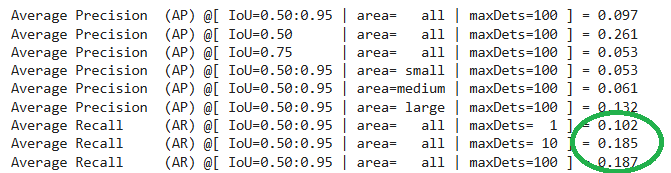 Average Precision  (AP) @[ IoU=0.50:0.95 | area=   all | maxDets=100 ] = 0.097
Average Precision  (AP) @[ IoU=0.50      | area=   all | maxDets=100 ] = 0.261
Average Precision  (AP) @[ IoU=0.75      | area=   all | maxDets=100 ] = 0.053
Average Precision  (AP) @[ IoU=0.50:0.95 | area= small | maxDets=100 ] = 0.053
Average Precision  (AP) @[ IoU=0.50:0.95 | area=medium | maxDets=100 ] = 0.061
Average Precision  (AP) @[ IoU=0.50:0.95 | area= large | maxDets=100 ] = 0.132
Average Recall     (AR) @[ IoU=0.50:0.95 | area=   all | maxDets=  1 ] = 0.102
Average Recall     (AR) @[ IoU=0.50:0.95 | area=   all | maxDets= 10 ] = 0.185
Average Recall     (AR) @[ IoU=0.50:0.95 | area=   all | maxDets=100 ] = 0.187